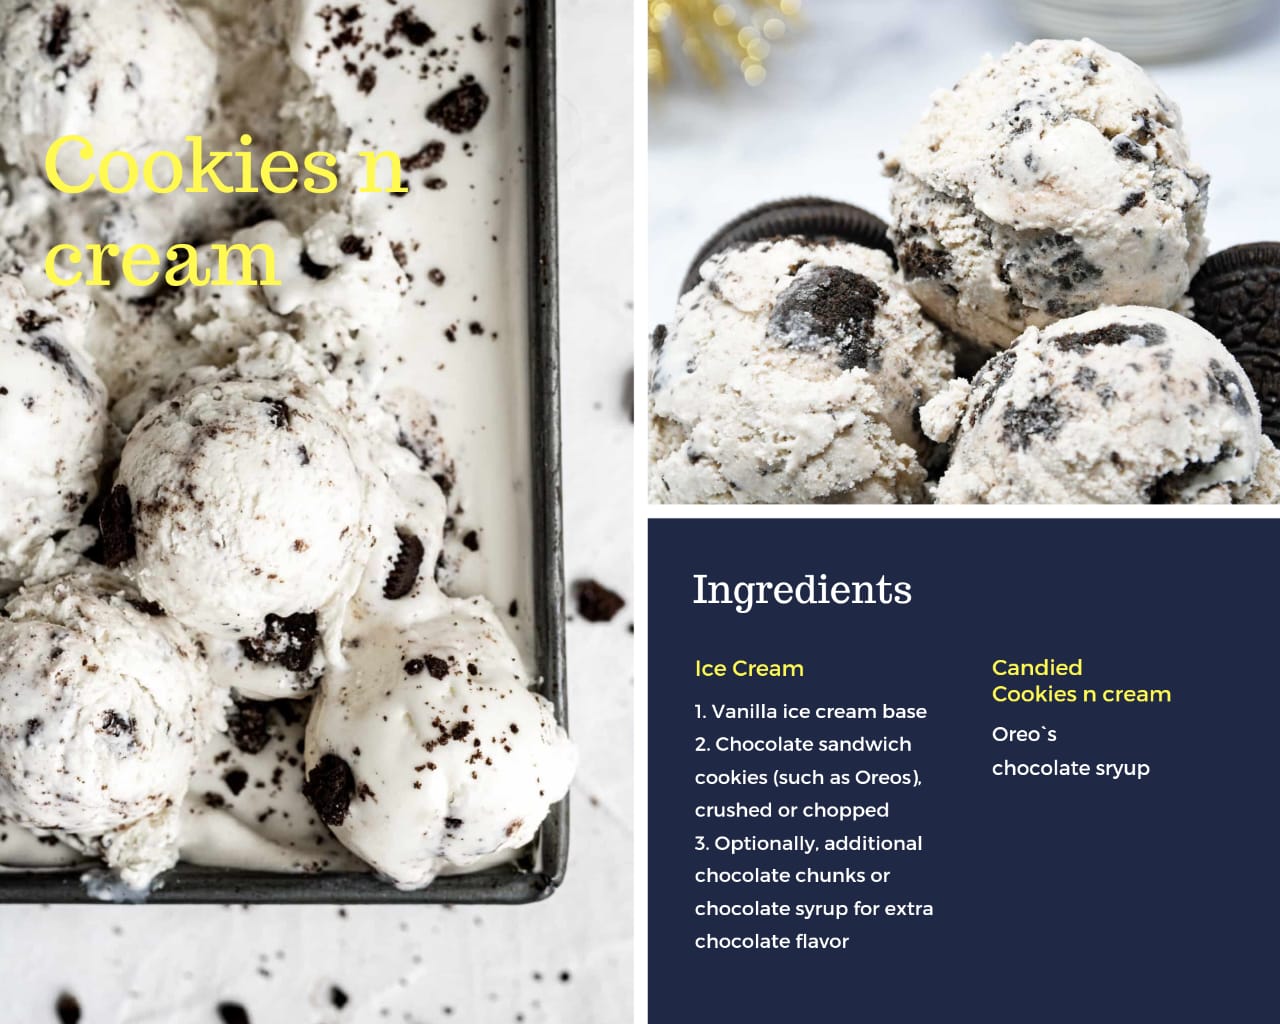 Cookies n
cream
Ingredients
Ice Cream
1. Vanilla ice cream base
2. Chocolate sandwich
cookies (such as Oreos),
crushed or chopped
3. Optionally, additional
chocolate chunks or
chocolate syrup for extra
chocolate flavor
Candied
Cookies n cream
Oreo`s
chocolate sryup